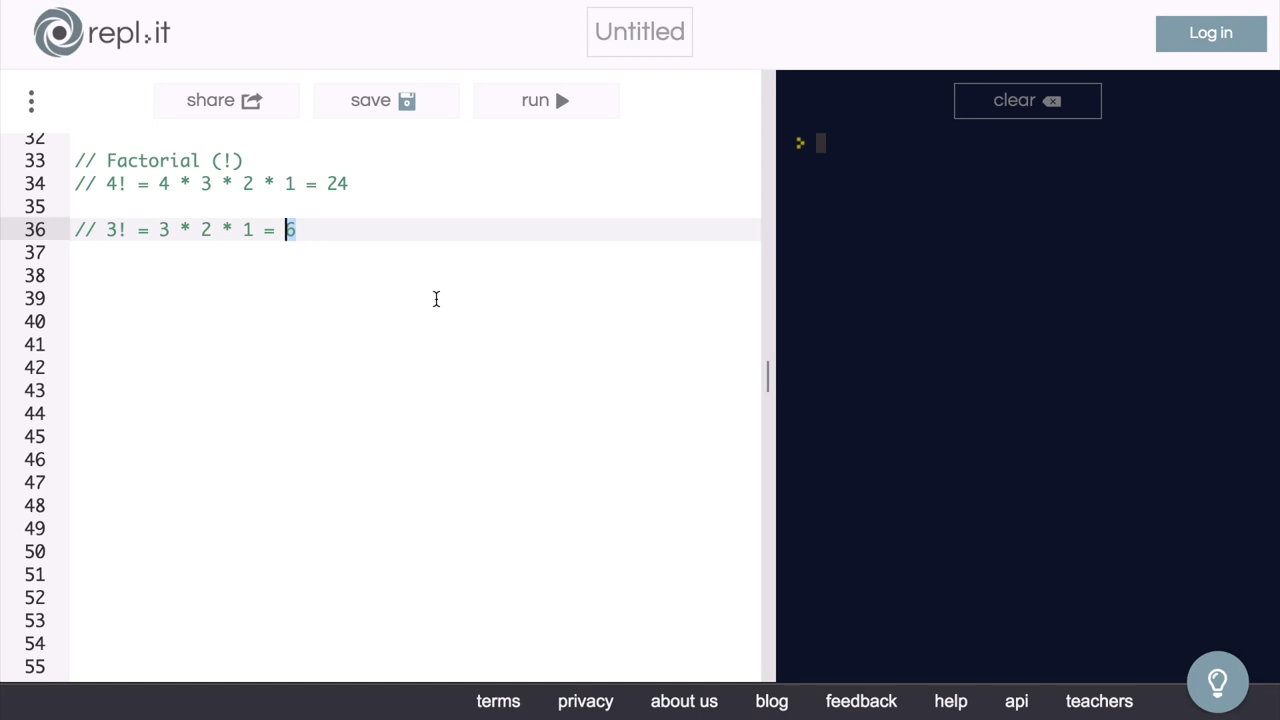 repl.it
Untitled
Log in
share
save
run
clear
32
33 // Factorial (!)
34 // 4! = 4 * 3 * 2 * 1 = 24
35
36 // 3! = 3 * 2 * 1 = 6
37
38
39
40
41
42
43
44
45
46
47
48
49
50
51
52
53
54
55
terms privacy about us blog feedback help api teachers